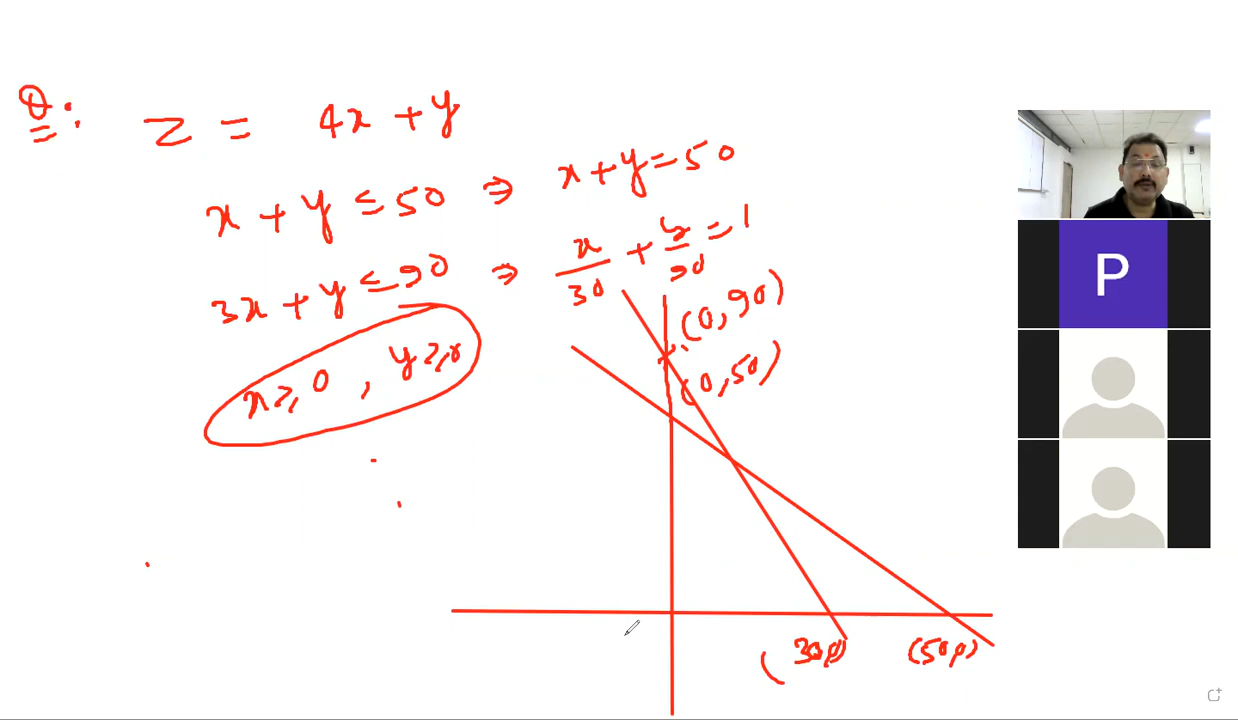 Q: Z = 4x + y
x + y ≤ 50 ⇒ x + y = 50
3x + y ≤ 90 ⇒ x/30 + y/90 = 1
x ≥ 0 , y ≥ 0
(0, 90)
(0, 50)
(30,0) (50,0)
P